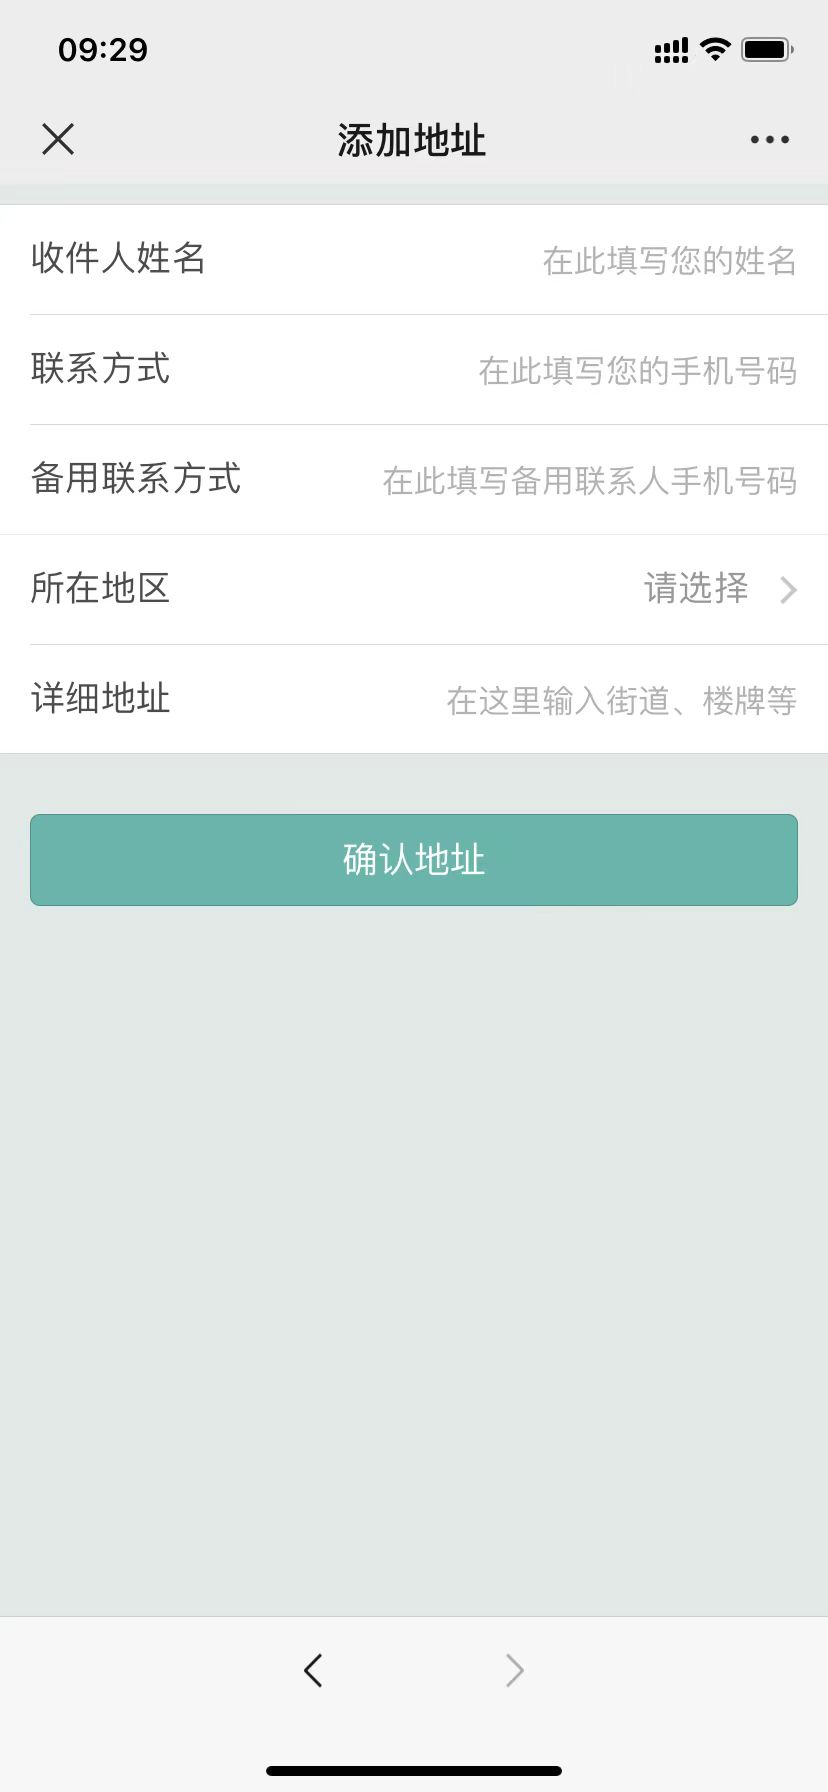 09:29
添加地址
收件人姓名 在此填写您的姓名
联系方式 在此填写您的手机号码
备用联系方式 在此填写备用联系人手机号码
所在地区 请选择
详细地址 在这里输入街道、楼牌等
确认地址